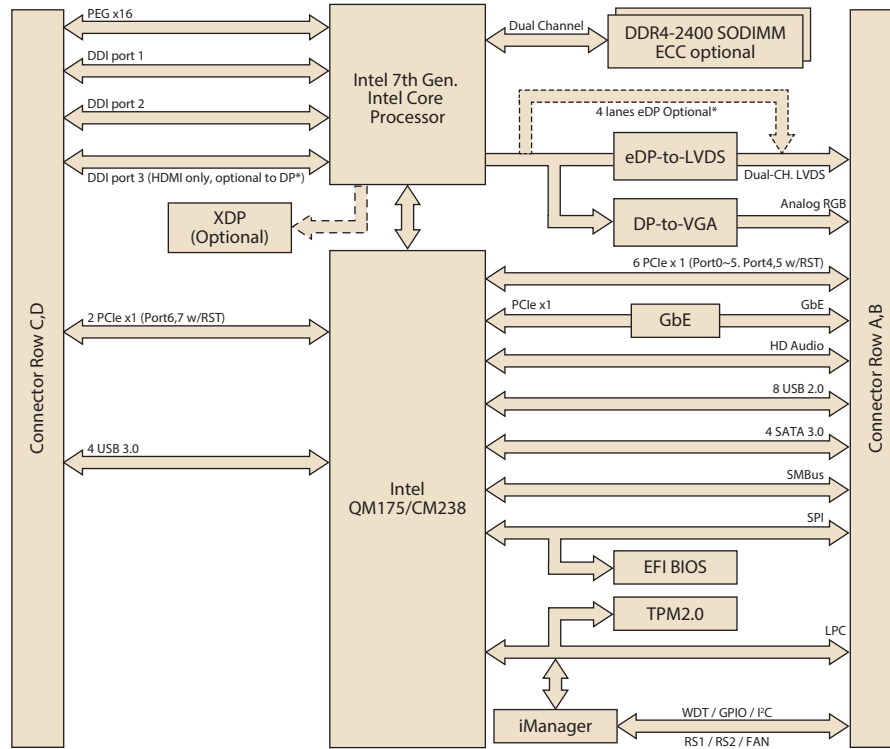 PEG x16
DDI port 1
DDI port 2
DDI port 3 (HDMI only, optional to DP*)
Connector Row C,D
Intel 7th Gen.
Intel Core
Processor
XDP
(Optional)
Dual Channel
DDR4-2400 SODIMM
ECC optional
4 lanes eDP Optional*
eDP-to-LVDS
Dual-CH. LVDS
DP-to-VGA
Analog RGB
Connector Row A,B
2 PCIe x1 (Port6,7 w/RST)
4 USB 3.0
Intel
QM175/CM238
6 PCIe x 1 (Port0~5. Port4,5 w/RST)
PCIe x1
GbE
GbE
HD Audio
8 USB 2.0
4 SATA 3.0
SMBus
SPI
EFI BIOS
TPM2.0
LPC
iManager
WDT / GPIO / I²C
RS1 / RS2 / FAN